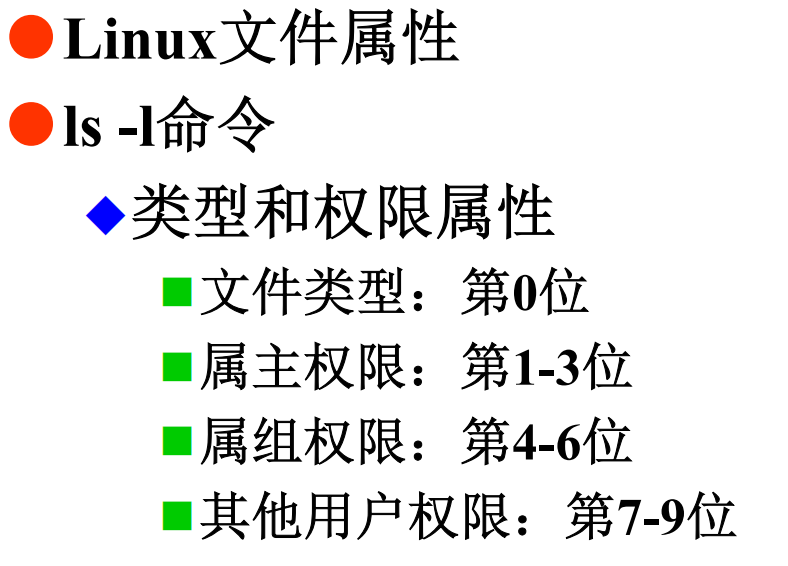 Linux文件属性
ls -l命令
类型和权限属性
文件类型：第0位
属主权限：第1-3位
属组权限：第4-6位
其他用户权限：第7-9位